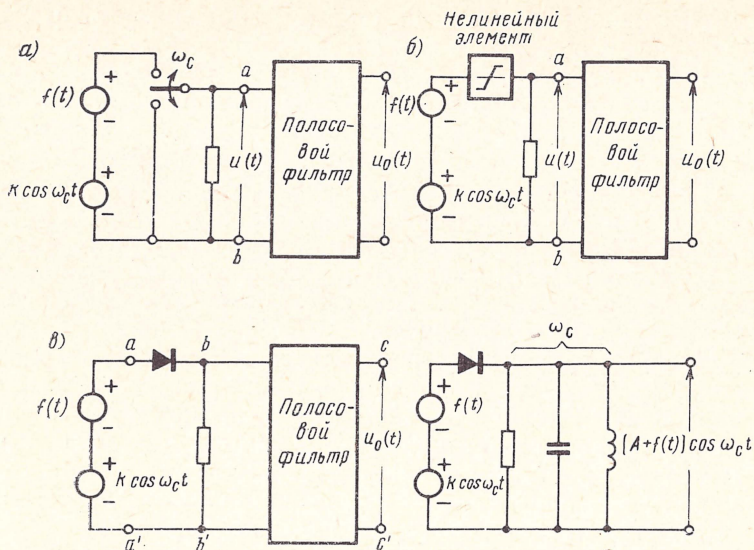 а)
ω_c
a
+
f(t)
−
+
k cos ω_c t
−
u(t)
b
Полосо-
вой
фильтр
u_0(t)
б)
Нелинейный
элемент
a
+
f(t)
−
+
k cos ω_c t
−
u(t)
b
Полосо-
вой
фильтр
u_0(t)
в)
a
b
c
+
f(t)
−
+
k cos ω_c t
−
a'
b'
c'
Полосо-
вой
фильтр
u_0(t)
ω_c
+
f(t)
−
+
k cos ω_c t
−
[A+f(t)] cos ω_c t